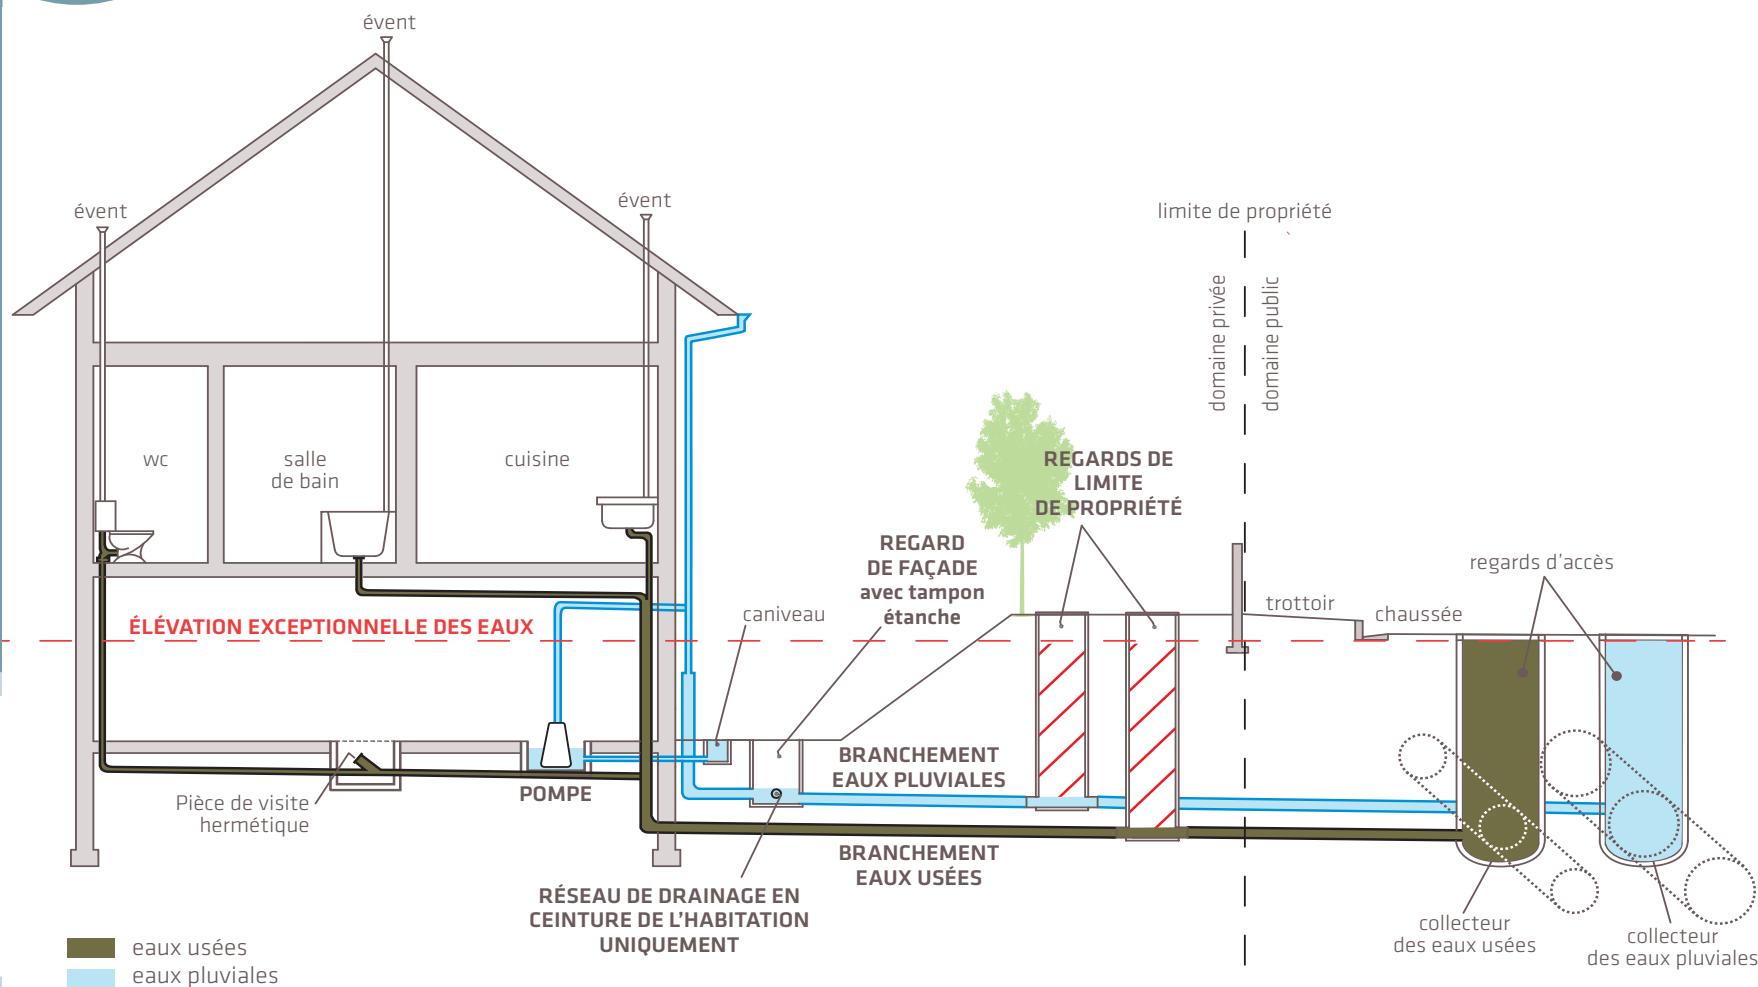 évent
évent
évent
limite de propriété
domaine privée
domaine public
wc
salle
de bain
cuisine
REGARDS DE
LIMITE
DE PROPRIÉTÉ
REGARD
DE FAÇADE
avec tampon
étanche
regards d'accès
caniveau
trottoir
chaussée
ÉLÉVATION EXCEPTIONNELLE DES EAUX
BRANCHEMENT
EAUX PLUVIALES
POMPE
Pièce de visite
hermétique
BRANCHEMENT
EAUX USÉES
RÉSEAU DE DRAINAGE EN
CEINTURE DE L'HABITATION
UNIQUEMENT
collecteur
des eaux usées
collecteur
des eaux pluviales
eaux usées
eaux pluviales